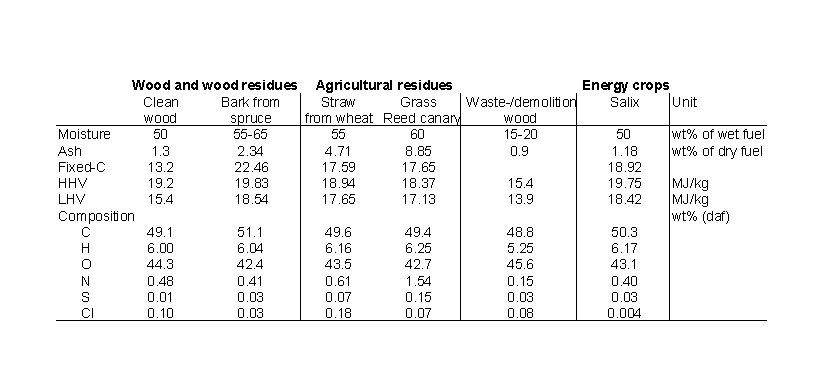 Wood and wood residues Agricultural residues Energy crops
Clean Bark from Straw Grass Waste-/demolition Salix Unit
wood spruce from wheat Reed canary wood
Moisture 50 55-65 55 60 15-20 50 wt% of wet fuel
Ash 1.3 2.34 4.71 8.85 0.9 1.18 wt% of dry fuel
Fixed-C 13.2 22.46 17.59 17.65 18.92
HHV 19.2 19.83 18.94 18.37 15.4 19.75 MJ/kg
LHV 15.4 18.54 17.65 17.13 13.9 18.42 MJ/kg
Composition wt% (daf)
C 49.1 51.1 49.6 49.4 48.8 50.3
H 6.00 6.04 6.16 6.25 5.25 6.17
O 44.3 42.4 43.5 42.7 45.6 43.1
N 0.48 0.41 0.61 1.54 0.15 0.40
S 0.01 0.03 0.07 0.15 0.03 0.03
Cl 0.10 0.03 0.18 0.07 0.08 0.004